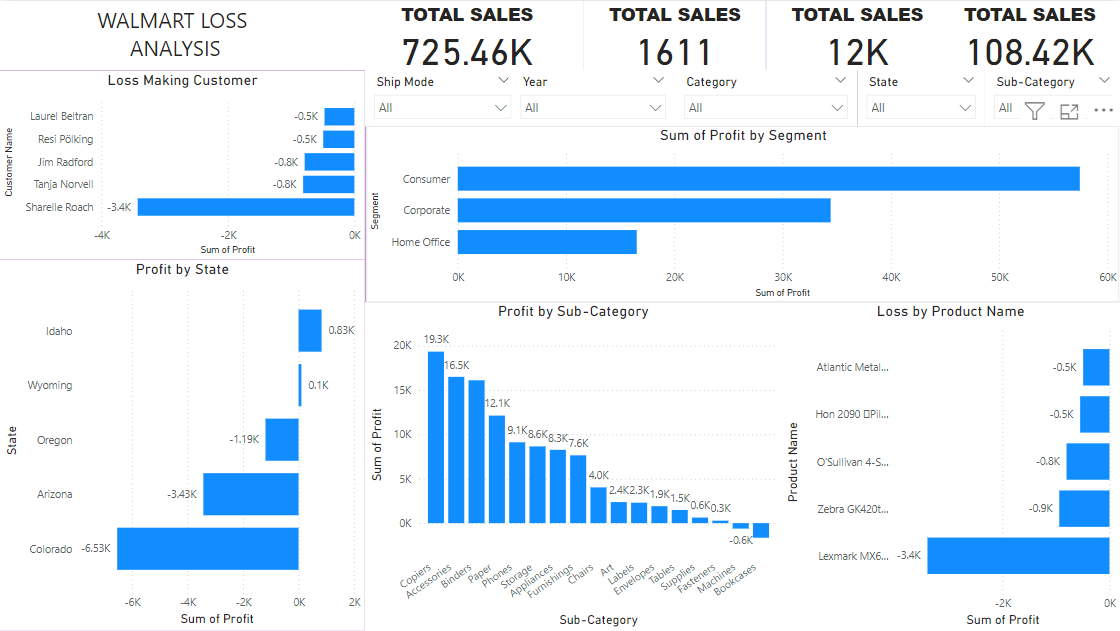 WALMART LOSS
ANALYSIS
TOTAL SALES
725.46K
TOTAL SALES
1611
TOTAL SALES
12K
TOTAL SALES
108.42K
Ship Mode
All
Year
All
Category
All
State
All
Sub-Category
All
Loss Making Customer
Customer Name
Laurel Beltran -0.5K
Resi Pölking -0.5K
Jim Radford -0.8K
Tanja Norvell -0.8K
Sharelle Roach -3.4K
-4K -2K 0K
Sum of Profit
Sum of Profit by Segment
Segment
Consumer
Corporate
Home Office
0K 10K 20K 30K 40K 50K 60K
Sum of Profit
Profit by State
State
Idaho 0.83K
Wyoming 0.1K
Oregon -1.19K
Arizona -3.43K
Colorado -6.53K
-6K -4K -2K 0K 2K
Sum of Profit
Profit by Sub-Category
Sum of Profit
20K
15K
10K
5K
0K
19.3K
16.5K
12.1K
9.1K
8.6K
8.3K
7.6K
4.0K
2.4K
2.3K
1.9K
1.5K
0.6K
0.3K
-0.6K
Copiers
Accessories
Binders
Paper
Phones
Storage
Appliances
Furnishings
Chairs
Art
Labels
Envelopes
Tables
Supplies
Fasteners
Machines
Bookcases
Sub-Category
Loss by Product Name
Product Name
Atlantic Metal... -0.5K
Hon 2090 □Pil... -0.5K
O'Sullivan 4-S... -0.8K
Zebra GK420t... -0.9K
Lexmark MX6... -3.4K
-2K 0K
Sum of Profit